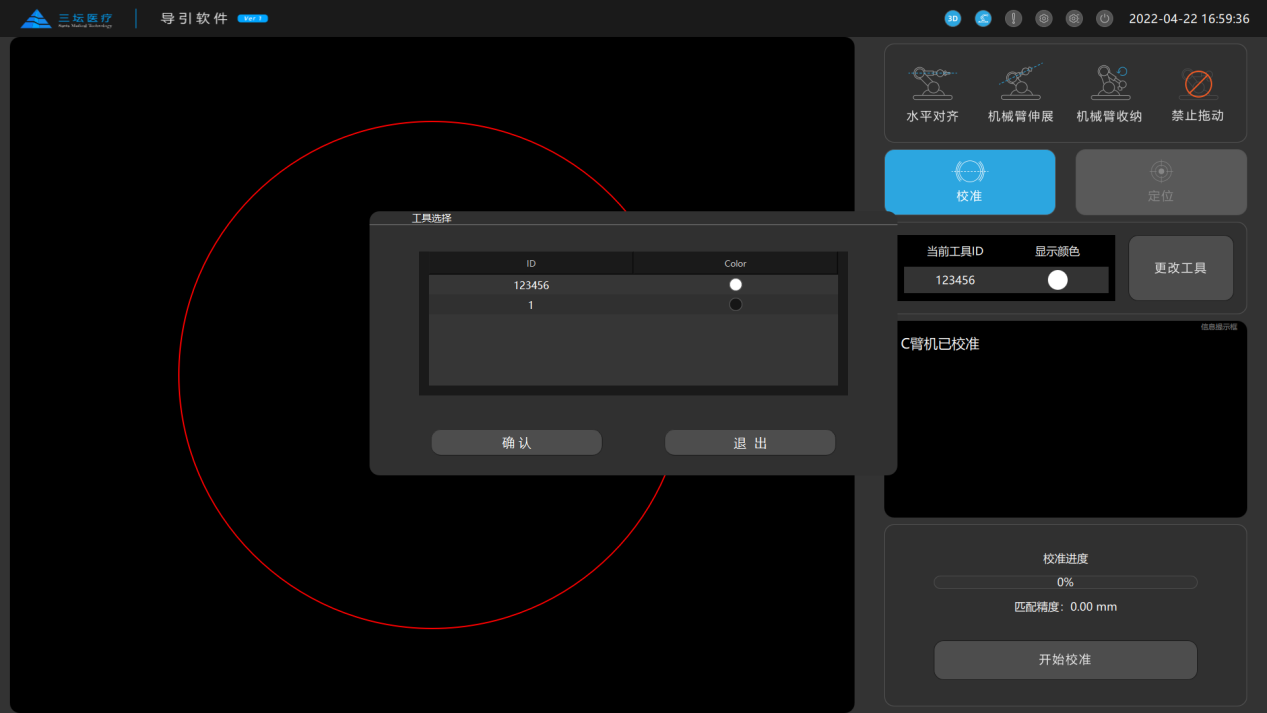 三坛医疗
导引软件 Ver 1
3D
2022-04-22 16:59:36
水平对齐 机械臂伸展 机械臂收纳 禁止拖动
校准 定位
工具选择
ID Color
123456
1
确认 退出
当前工具ID 显示颜色
123456
更改工具
信息提示框
C臂机已校准
校准进度
0%
匹配精度：0.00 mm
开始校准